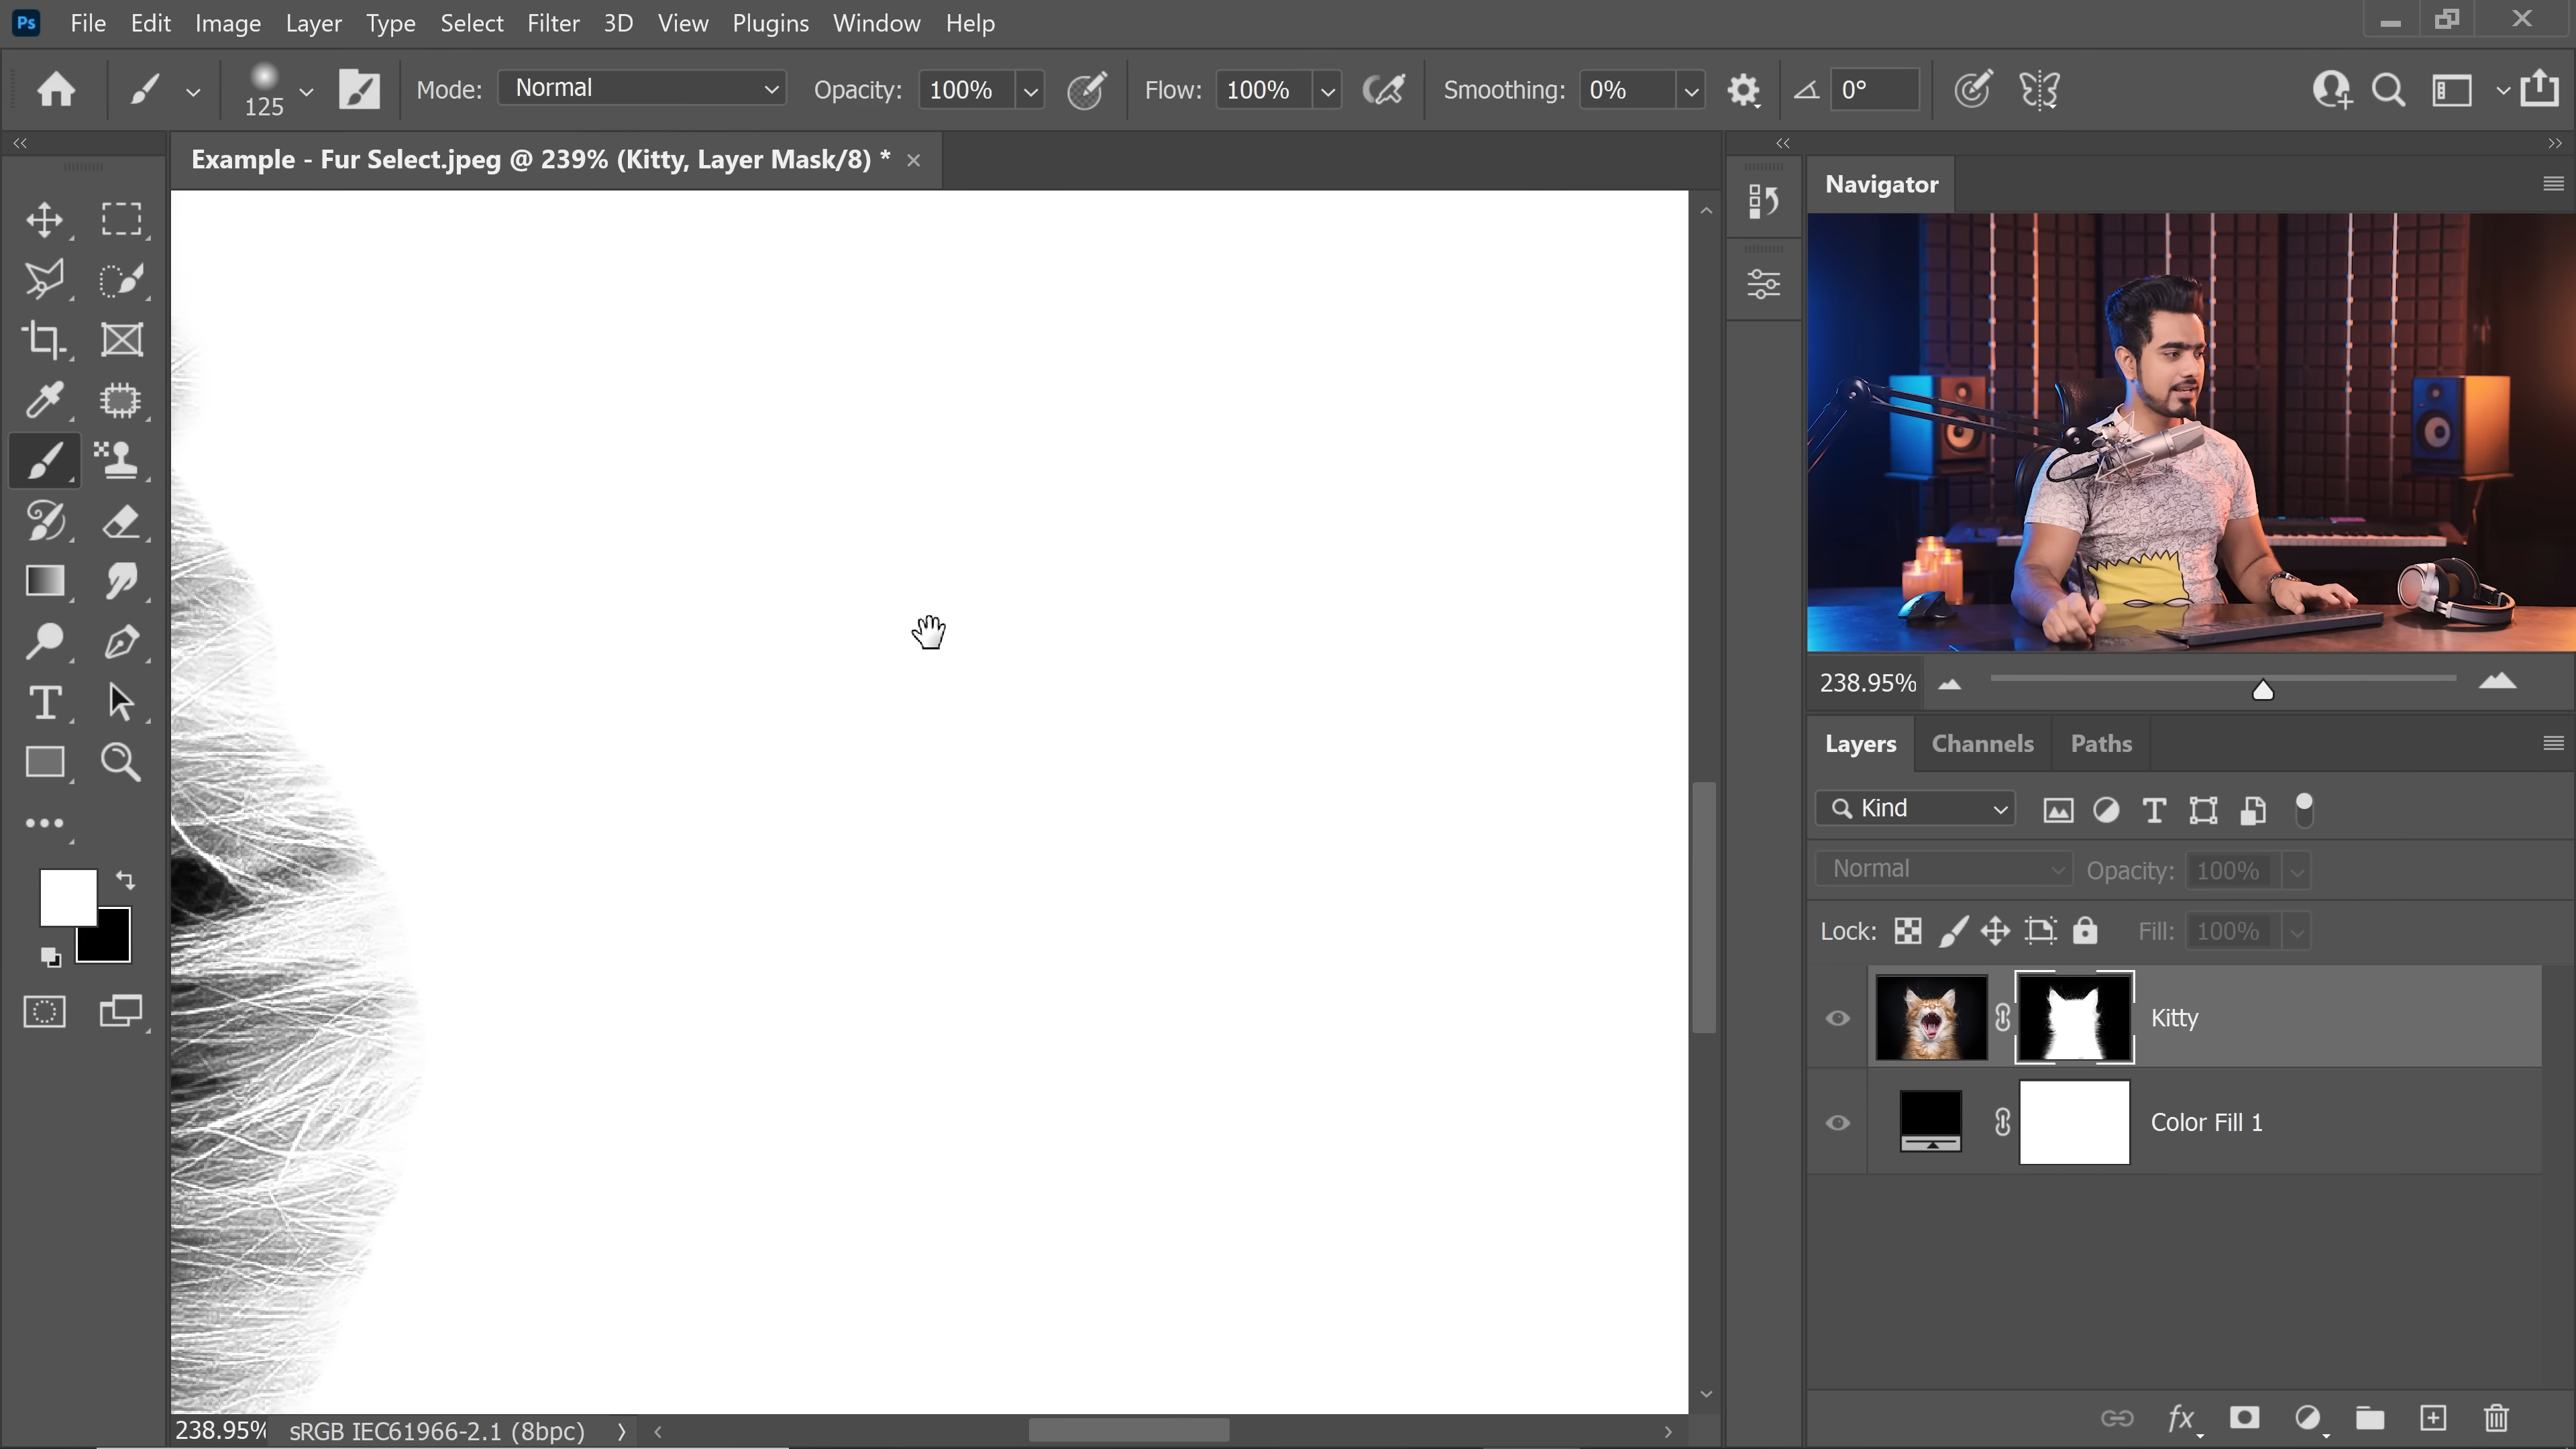 Ps File Edit Image Layer Type Select Filter 3D View Plugins Window Help
125 Mode: Normal Opacity: 100% Flow: 100% Smoothing: 0% 0°
Example - Fur Select.jpeg @ 239% (Kitty, Layer Mask/8) *
Navigator
238.95%
Layers Channels Paths
Kind
Normal Opacity: 100%
Lock: Fill: 100%
Kitty
Color Fill 1
fx
238.95% sRGB IEC61966-2.1 (8bpc)